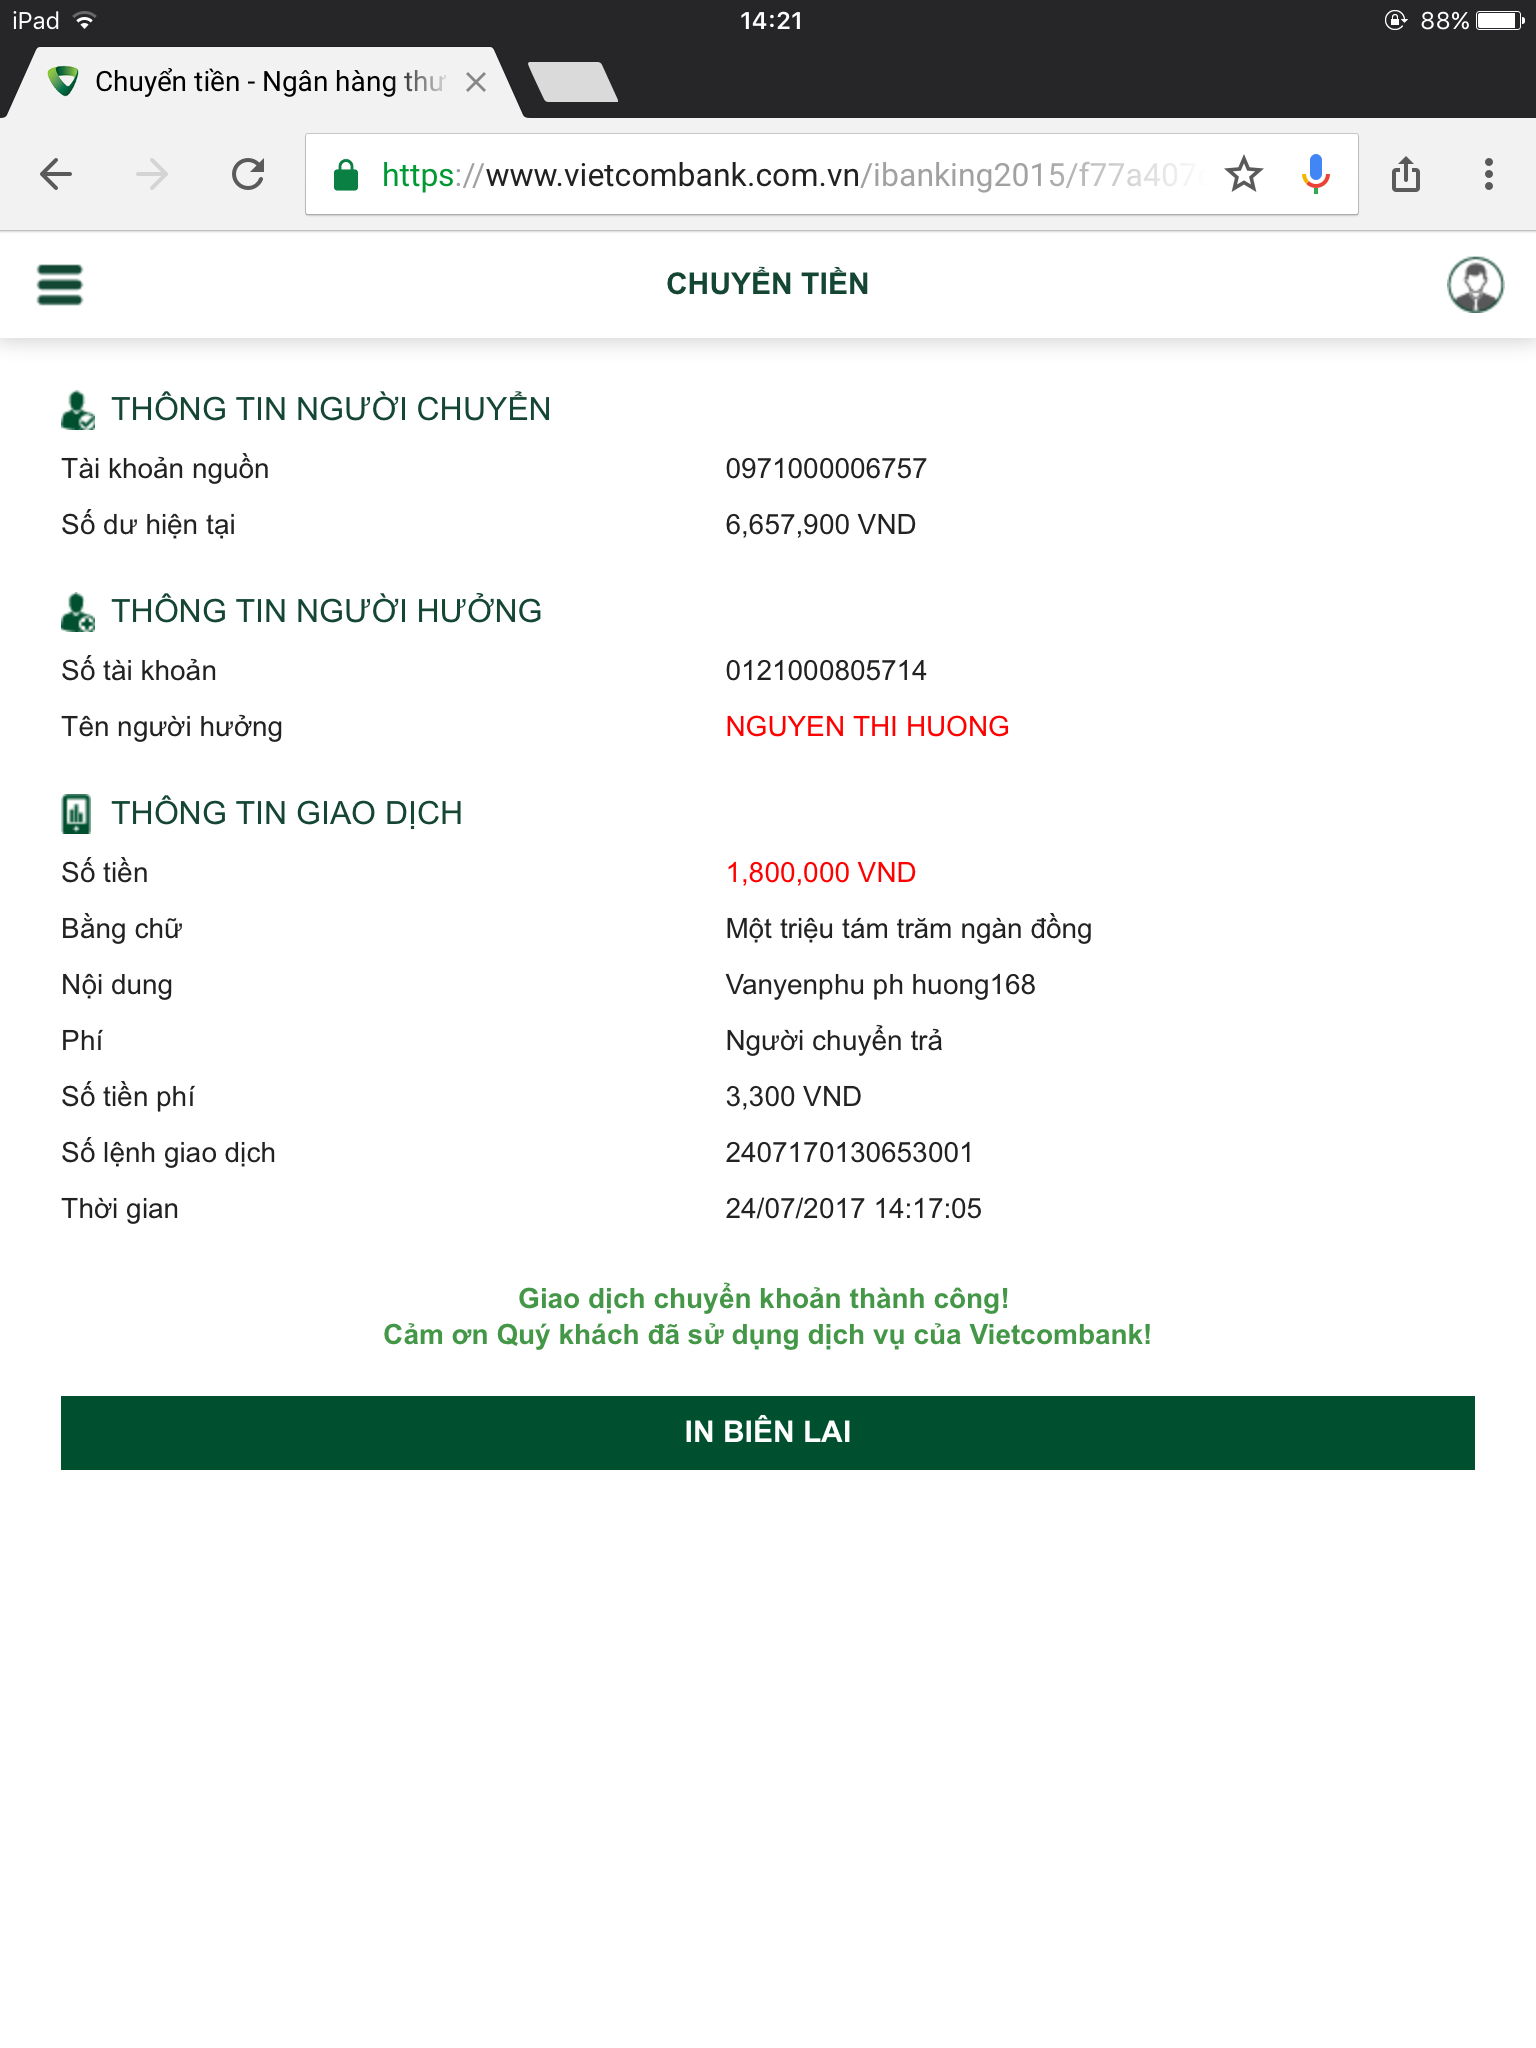 iPad 14:21 88%
Chuyển tiền - Ngân hàng thư
https://www.vietcombank.com.vn/ibanking2015/f77a407
CHUYỂN TIỀN
THÔNG TIN NGƯỜI CHUYỂN
Tài khoản nguồn 0971000006757
Số dư hiện tại 6,657,900 VND
THÔNG TIN NGƯỜI HƯỞNG
Số tài khoản 0121000805714
Tên người hưởng NGUYEN THI HUONG
THÔNG TIN GIAO DỊCH
Số tiền 1,800,000 VND
Bằng chữ Một triệu tám trăm ngàn đồng
Nội dung Vanyenphu ph huong168
Phí Người chuyển trả
Số tiền phí 3,300 VND
Số lệnh giao dịch 2407170130653001
Thời gian 24/07/2017 14:17:05
Giao dịch chuyển khoản thành công!
Cảm ơn Quý khách đã sử dụng dịch vụ của Vietcombank!
IN BIÊN LAI